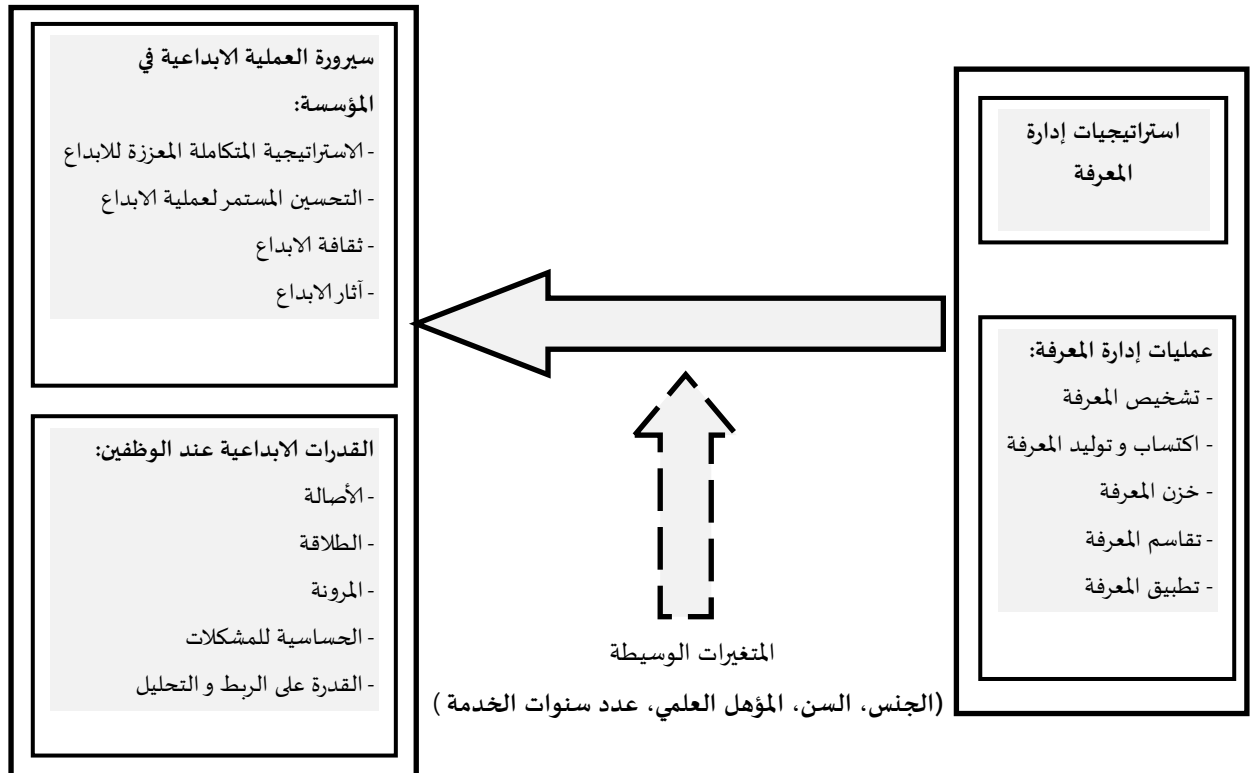 استراتيجيات إدارة
المعرفة
عمليات إدارة المعرفة:
- تشخيص المعرفة
- اكتساب و توليد المعرفة
- خزن المعرفة
- تقاسم المعرفة
- تطبيق المعرفة
المتغيرات الوسيطة
(الجنس، السن، المؤهل العلمي، عدد سنوات الخدمة )
سيرورة العملية الابداعية في
المؤسسة:
- الاستراتيجية المتكاملة المعززة للابداع
- التحسين المستمر لعملية الابداع
- ثقافة الابداع
- آثار الابداع
القدرات الابداعية عند الوظفين:
- الأصالة
- الطلاقة
- المرونة
- الحساسية للمشكلات
- القدرة على الربط و التحليل